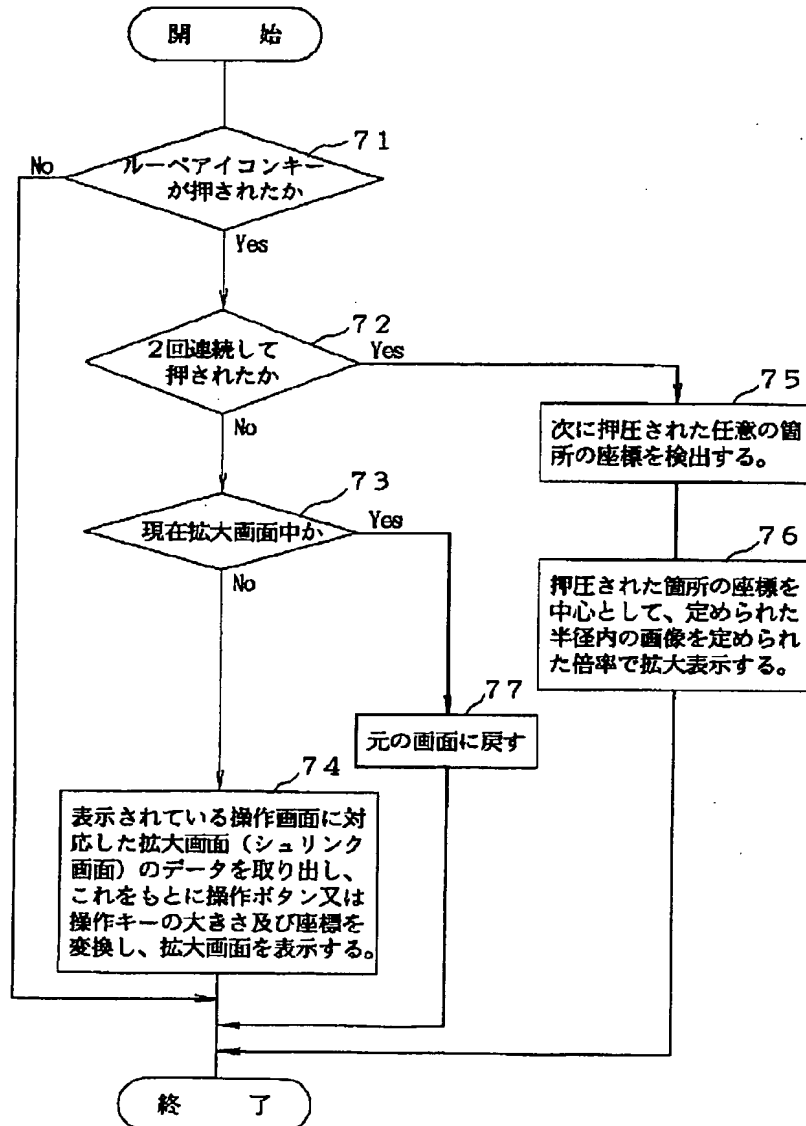 開　　始
71
No
ルーペアイコンキー
が押されたか
Yes
72
2回連続して
押されたか
Yes
No
75
次に押圧された任意の箇
所の座標を検出する。
73
現在拡大画面中か
Yes
No
76
押圧された箇所の座標を
中心として、定められた
半径内の画像を定められ
た倍率で拡大表示する。
77
元の画面に戻す
74
表示されている操作画面に対
応した拡大画面（シュリンク
画面）のデータを取り出し、
これをもとに操作ボタン又は
操作キーの大きさ及び座標を
変換し、拡大画面を表示する。
終　　了